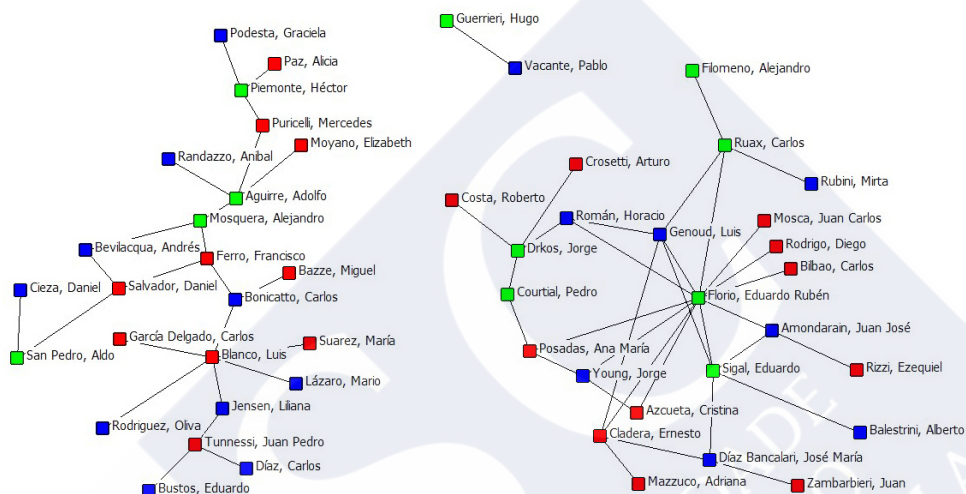 Guerrieri, Hugo
Podesta, Graciela
Paz, Alicia
Vacante, Pablo
Filomeno, Alejandro
Piemonte, Héctor
Puricelli, Mercedes
Moyano, Elizabeth
Ruax, Carlos
Randazzo, Anibal
Crosetti, Arturo
Rubini, Mirta
Aguirre, Adolfo
Costa, Roberto
Mosquera, Alejandro
Román, Horacio
Mosca, Juan Carlos
Genoud, Luis
Bevilacqua, Andrés
Drkos, Jorge
Rodrigo, Diego
Ferro, Francisco
Bilbao, Carlos
Bazze, Miguel
Cieza, Daniel
Salvador, Daniel
Courtial, Pedro
Bonicatto, Carlos
Florio, Eduardo Rubén
Amondarain, Juan José
García Delgado, Carlos
Suarez, María
San Pedro, Aldo
Blanco, Luis
Posadas, Ana María
Sigal, Eduardo
Rizzi, Ezequiel
Young, Jorge
Lázaro, Mario
Jensen, Liliana
Azcueta, Cristina
Rodriguez, Oliva
Cladera, Ernesto
Balestrini, Alberto
Tunnessi, Juan Pedro
Díaz Bancalari, José María
Díaz, Carlos
Mazzuco, Adriana
Zambarbieri, Juan
Bustos, Eduardo